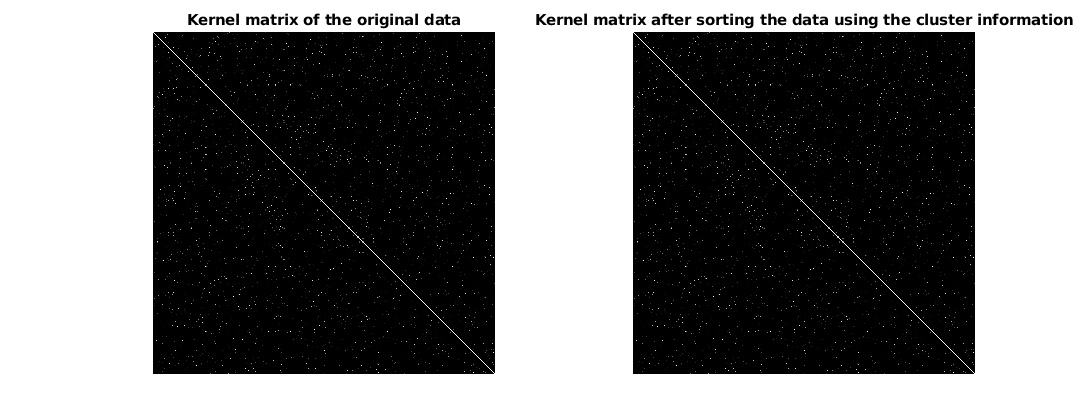 Kernel matrix of the original data
Kernel matrix after sorting the data using the cluster information